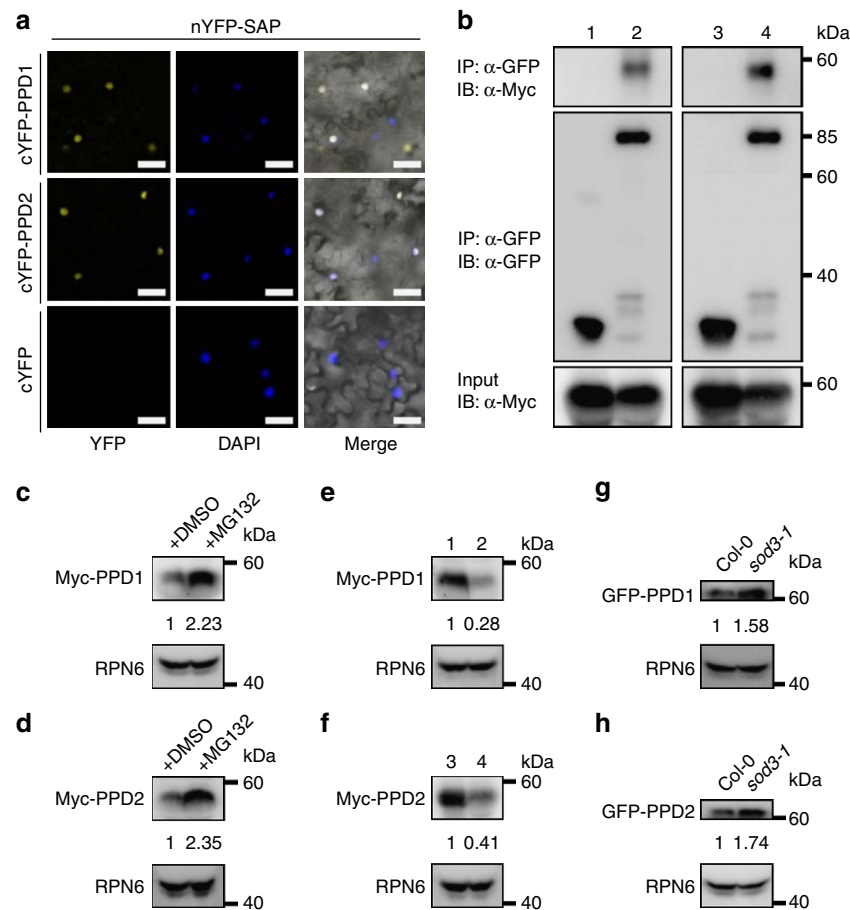 a
nYFP-SAP
cYFP-PPD1
cYFP-PPD2
cYFP
YFP DAPI Merge
b
1 2 3 4 kDa
IP: α-GFP
IB: α-Myc
60
85
60
IP: α-GFP
IB: α-GFP
40
Input
IB: α-Myc
60
c
+DMSO +MG132 kDa
Myc-PPD1 60
1 2.23
RPN6
40
e
1 2 kDa
Myc-PPD1 60
1 0.28
RPN6
40
g
Col-0 sod3-1 kDa
GFP-PPD1 60
1 1.58
RPN6
40
d
+DMSO +MG132 kDa
Myc-PPD2 60
1 2.35
RPN6
40
f
3 4 kDa
Myc-PPD2 60
1 0.41
RPN6
40
h
Col-0 sod3-1 kDa
GFP-PPD2 60
1 1.74
RPN6
40